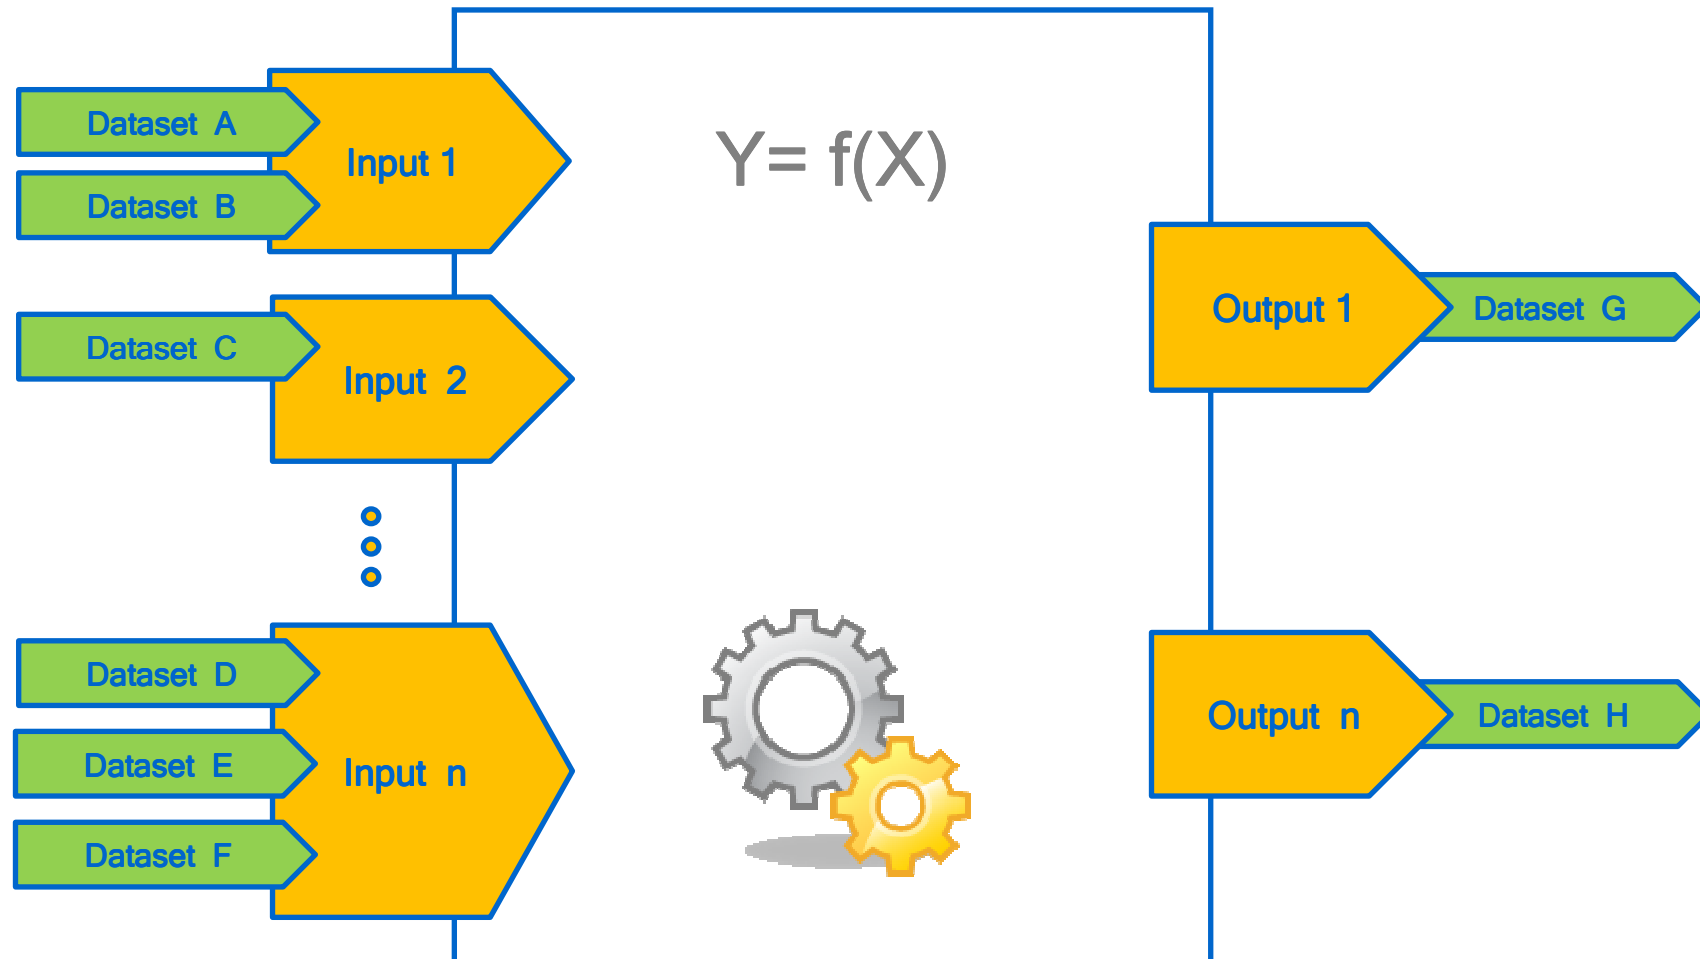 Dataset A
Dataset B
Input 1
Y= f(X)
Dataset C
Input 2
Output 1
Dataset G
Dataset D
Dataset E
Dataset F
Input n
Output n
Dataset H